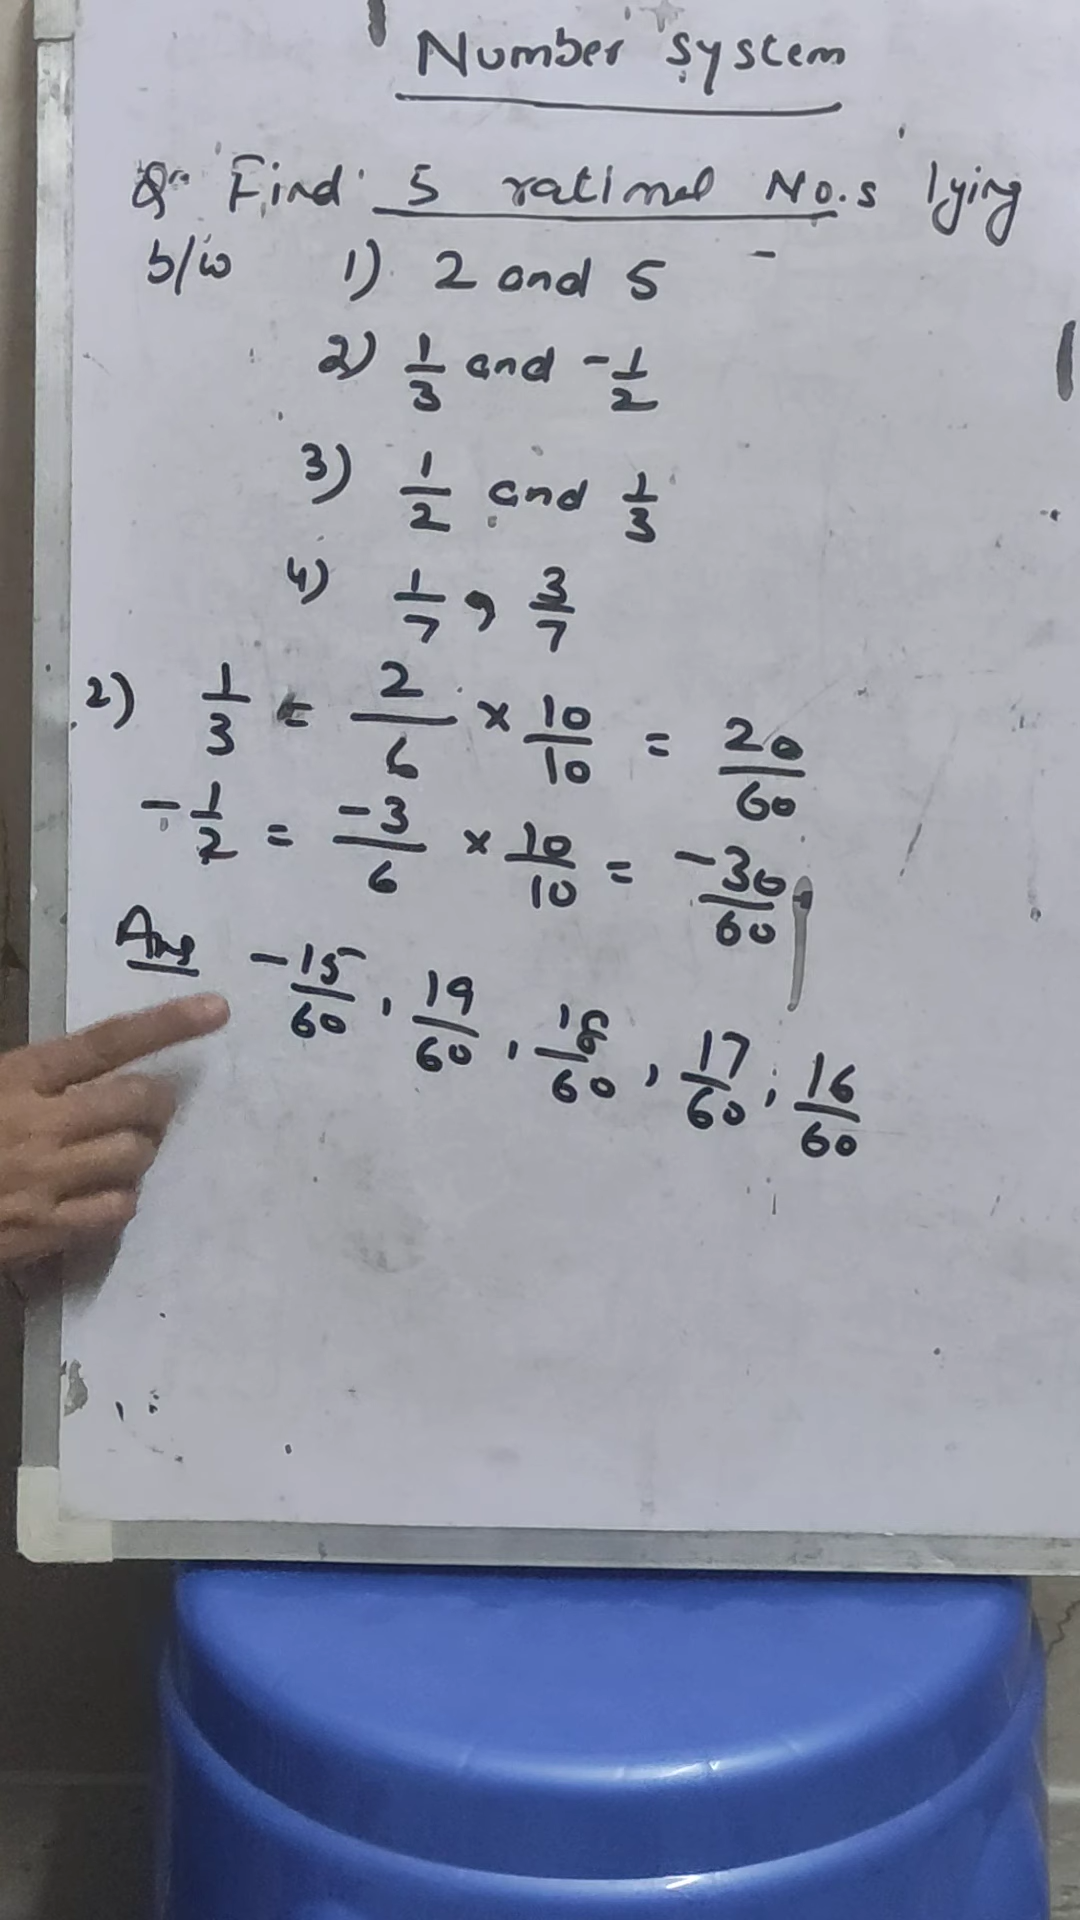 Number system
Q. Find 5 rational No.s lying
b/w 1) 2 and 5
2) 1/3 and -1/2
3) 1/2 and 1/3
4) 1/7, 3/7
2) 1/3 = 2/6 × 10/10 = 20/60
-1/2 = -3/6 × 10/10 = -30/60
Ans -15/60, 19/60, 18/60, 17/60, 16/60